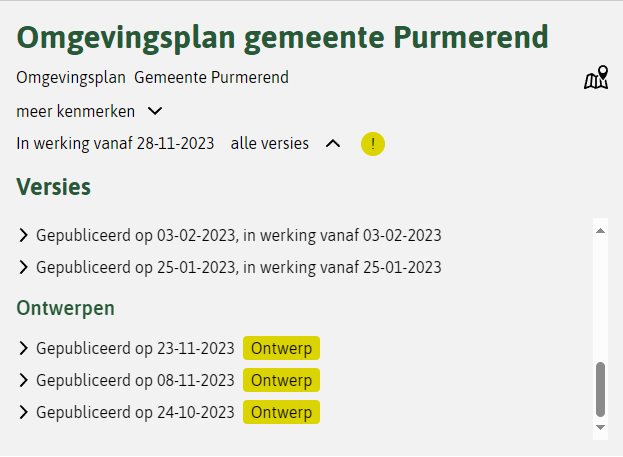 Omgevingsplan gemeente Purmerend
Omgevingsplan Gemeente Purmerend
meer kenmerken
In werking vanaf 28-11-2023 alle versies !
Versies
Gepubliceerd op 03-02-2023, in werking vanaf 03-02-2023
Gepubliceerd op 25-01-2023, in werking vanaf 25-01-2023
Ontwerpen
Gepubliceerd op 23-11-2023 Ontwerp
Gepubliceerd op 08-11-2023 Ontwerp
Gepubliceerd op 24-10-2023 Ontwerp